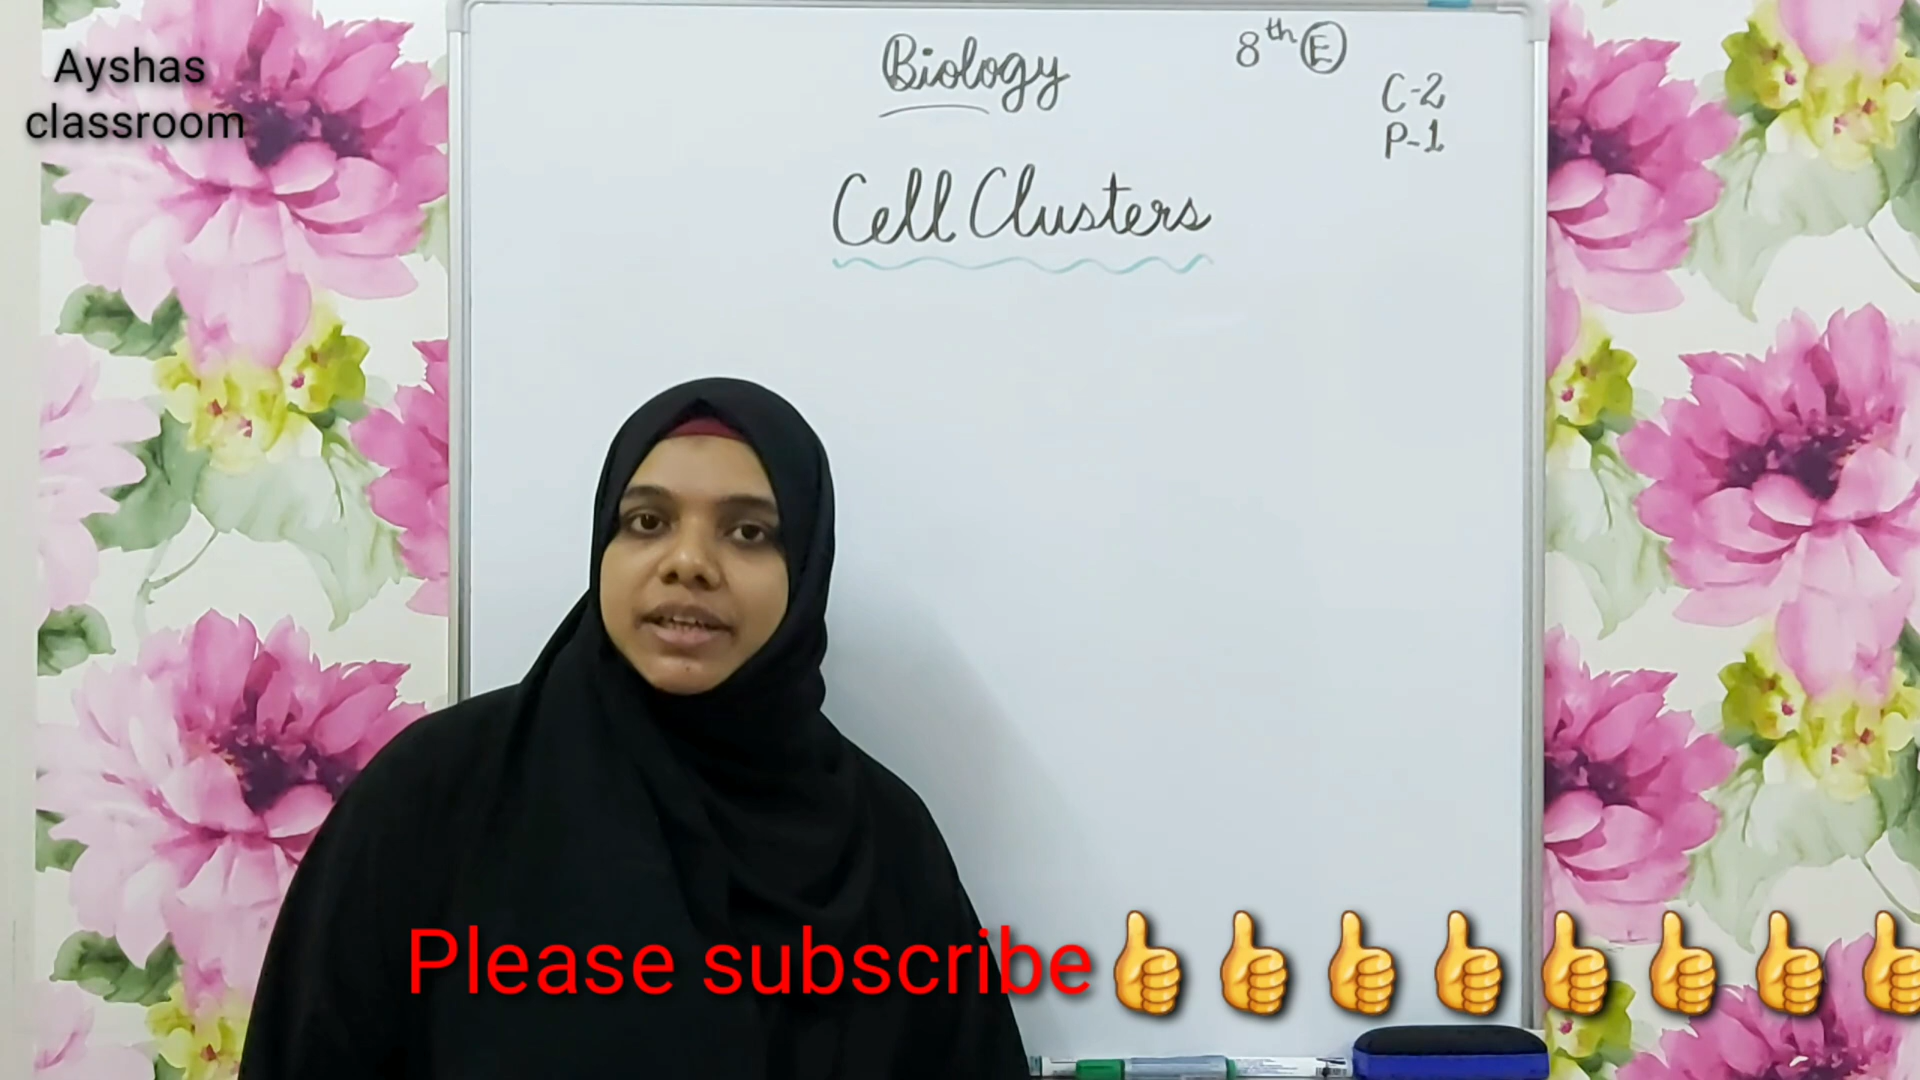 Ayshas
classroom
Biology
8th E
C-2
P-1
Cell Clusters
Please subscribe👍👍👍👍👍👍👍👍